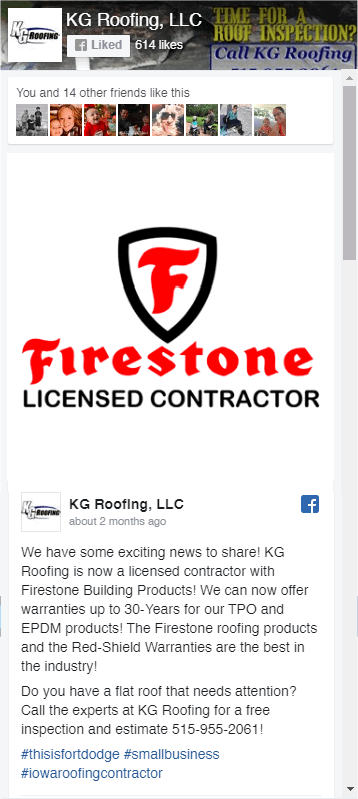 KG Roofing, LLC
TIME FOR A
ROOF INSPECTION?
Liked
614 likes
Call KG Roofing
You and 14 other friends like this
F
Firestone
LICENSED CONTRACTOR
KG Roofing, LLC
about 2 months ago
We have some exciting news to share! KG
Roofing is now a licensed contractor with
Firestone Building Products! We can now offer
warranties up to 30-Years for our TPO and
EPDM products! The Firestone roofing products
and the Red-Shield Warranties are the best in
the industry!
Do you have a flat roof that needs attention?
Call the experts at KG Roofing for a free
inspection and estimate 515-955-2061!
#thisisfortdodge #smallbusiness
#iowaroofingcontractor